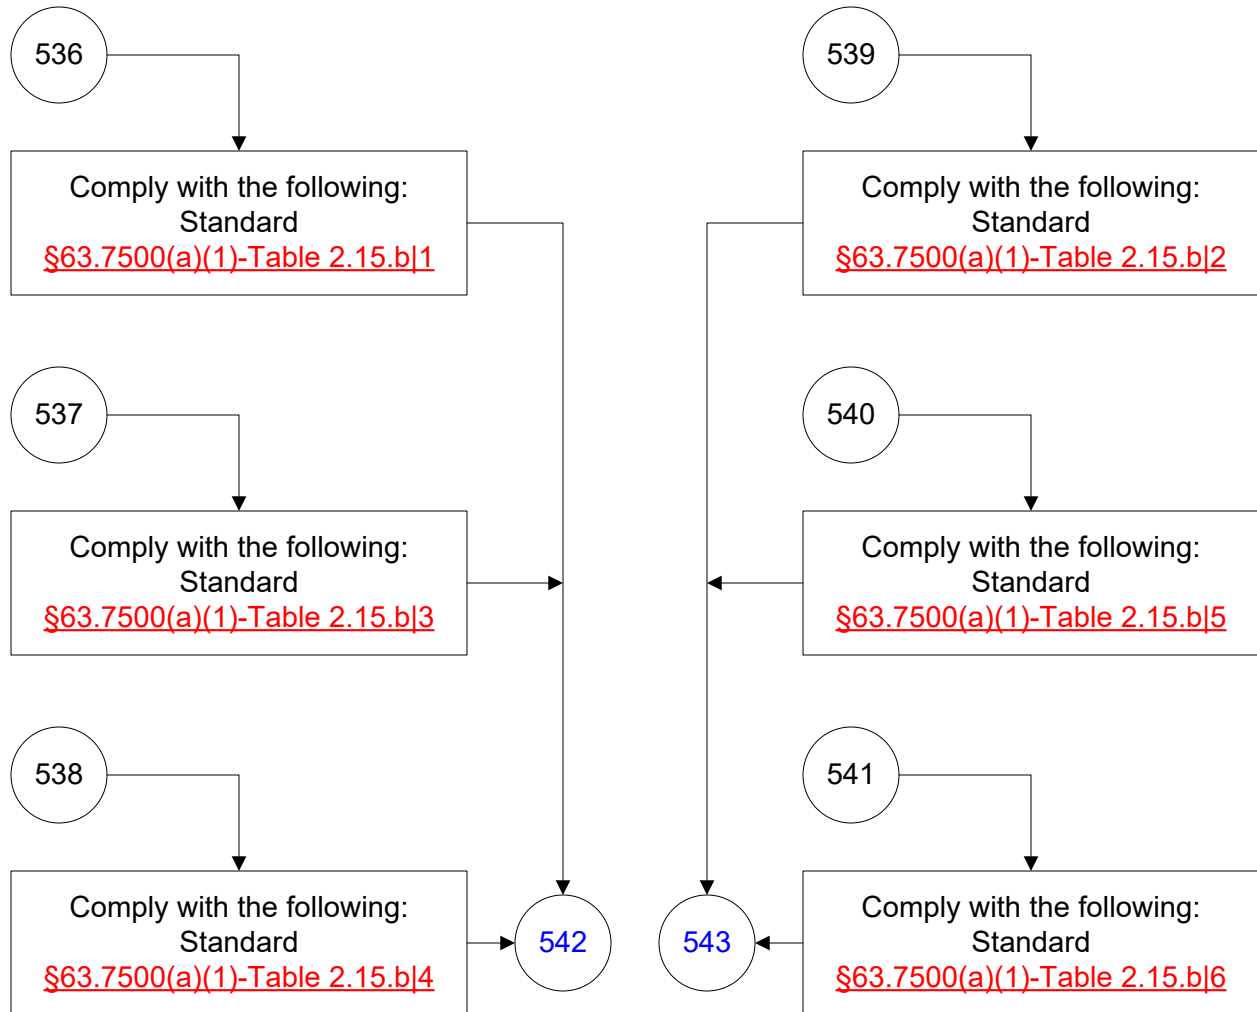 536
Comply with the following:
Standard
§63.7500(a)(1)-Table 2.15.b|1
537
Comply with the following:
Standard
§63.7500(a)(1)-Table 2.15.b|3
538
Comply with the following:
Standard
§63.7500(a)(1)-Table 2.15.b|4
542
539
Comply with the following:
Standard
§63.7500(a)(1)-Table 2.15.b|2
540
Comply with the following:
Standard
§63.7500(a)(1)-Table 2.15.b|5
541
Comply with the following:
Standard
§63.7500(a)(1)-Table 2.15.b|6
543